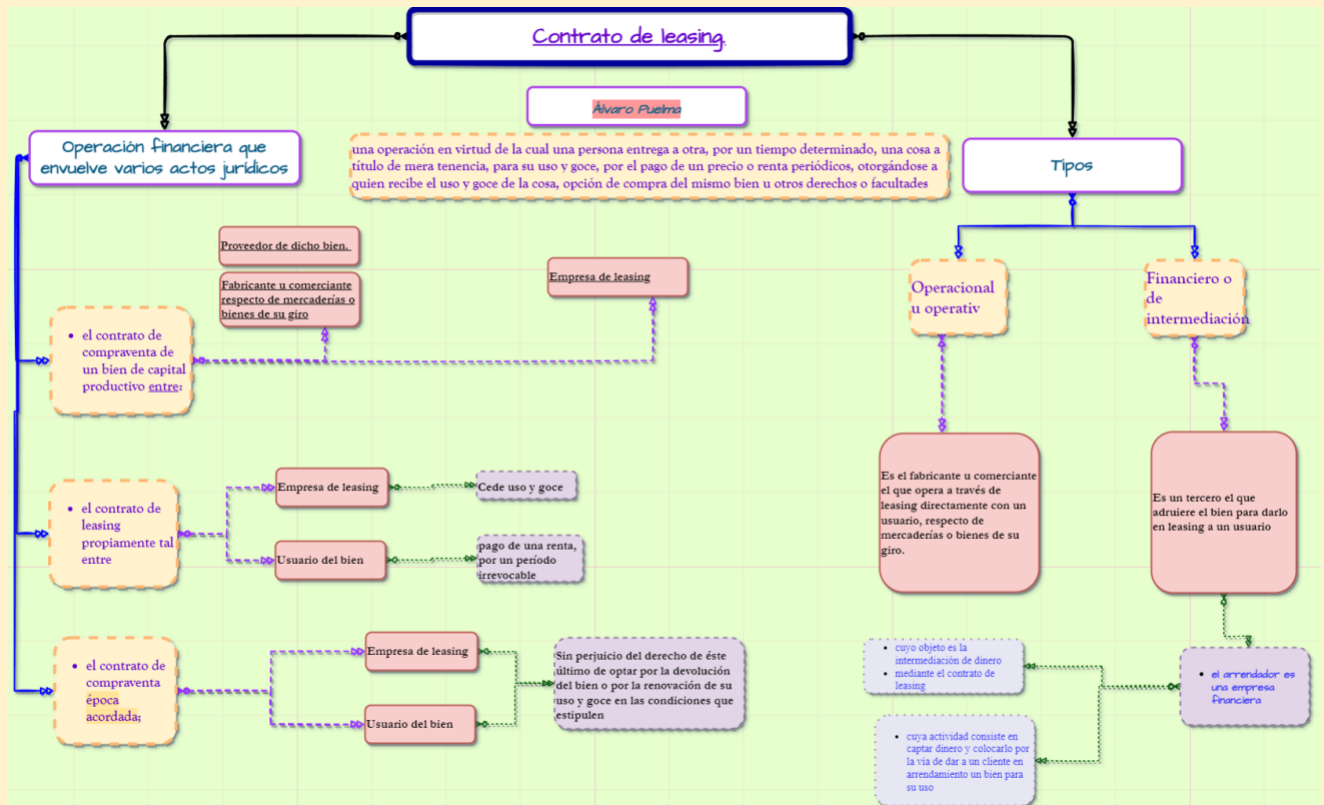 Contrato de leasing.
Álvaro Puelma
una operación en virtud de la cual una persona entrega a otra, por un tiempo determinado, una cosa a
título de mera tenencia, para su uso y goce, por el pago de un precio o renta periódicos, otorgándose a
quien recibe el uso y goce de la cosa, opción de compra del mismo bien u otros derechos o facultades
Operación financiera que
envuelve varios actos jurídicos
el contrato de
compraventa de
un bien de capital
productivo entre:
Proveedor de dicho bien.
Fabricante u comerciante
respecto de mercaderías o
bienes de su giro
Empresa de leasing
el contrato de
leasing
propiamente tal
entre
Empresa de leasing
Cede uso y goce
Usuario del bien
pago de una renta,
por un período
irrevocable
el contrato de
compraventa
época
acordada;
Empresa de leasing
Usuario del bien
Sin perjuicio del derecho de éste
último de optar por la devolución
del bien o por la renovación de su
uso y goce en las condiciones que
estipulen
Tipos
Operacional
u operativ
Es el fabricante u comerciante
el que opera a través de
leasing directamente con un
usuario, respecto de
mercaderías o bienes de su
giro.
Financiero o
de
intermediación
Es un tercero el que
adruiere el bien para darlo
en leasing a un usuario
el arrendador es
una empresa
financiera
cuyo objeto es la
intermediación de dinero
mediante el contrato de
leasing
cuya actividad consiste en
captar dinero y colocarlo por
la vía de dar a un cliente en
arrendamiento un bien para
su uso